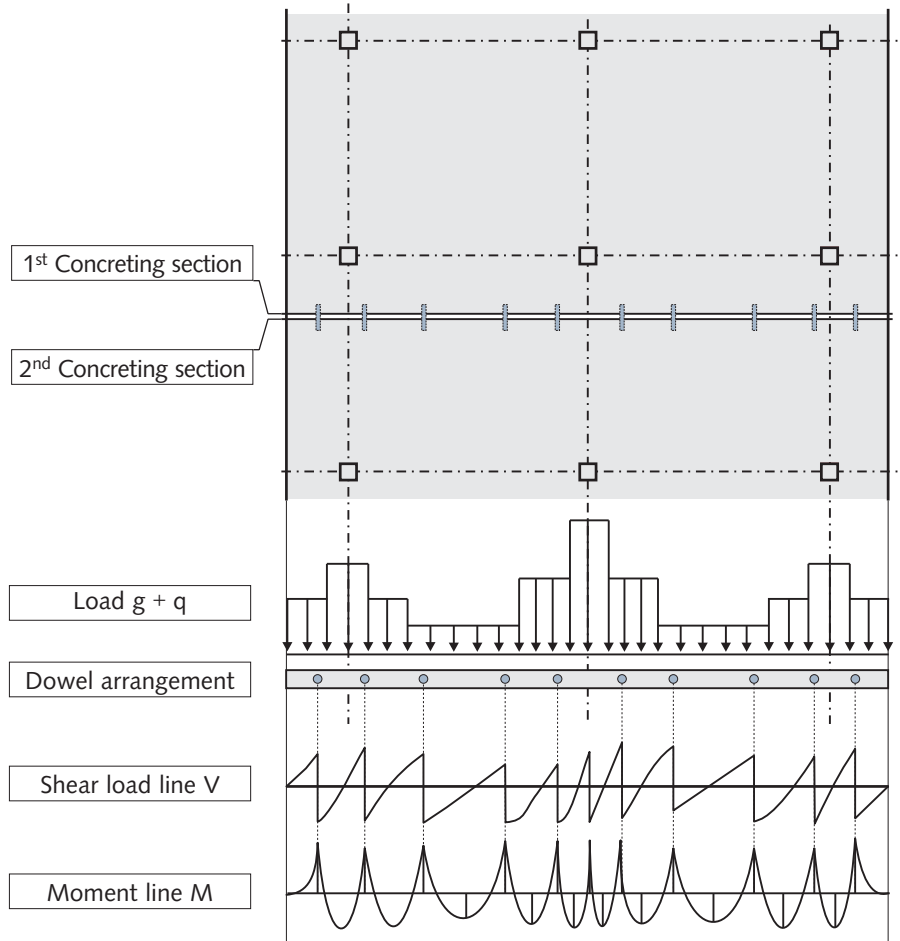 1st Concreting section
2nd Concreting section
Load g + q
Dowel arrangement
Shear load line V
Moment line M